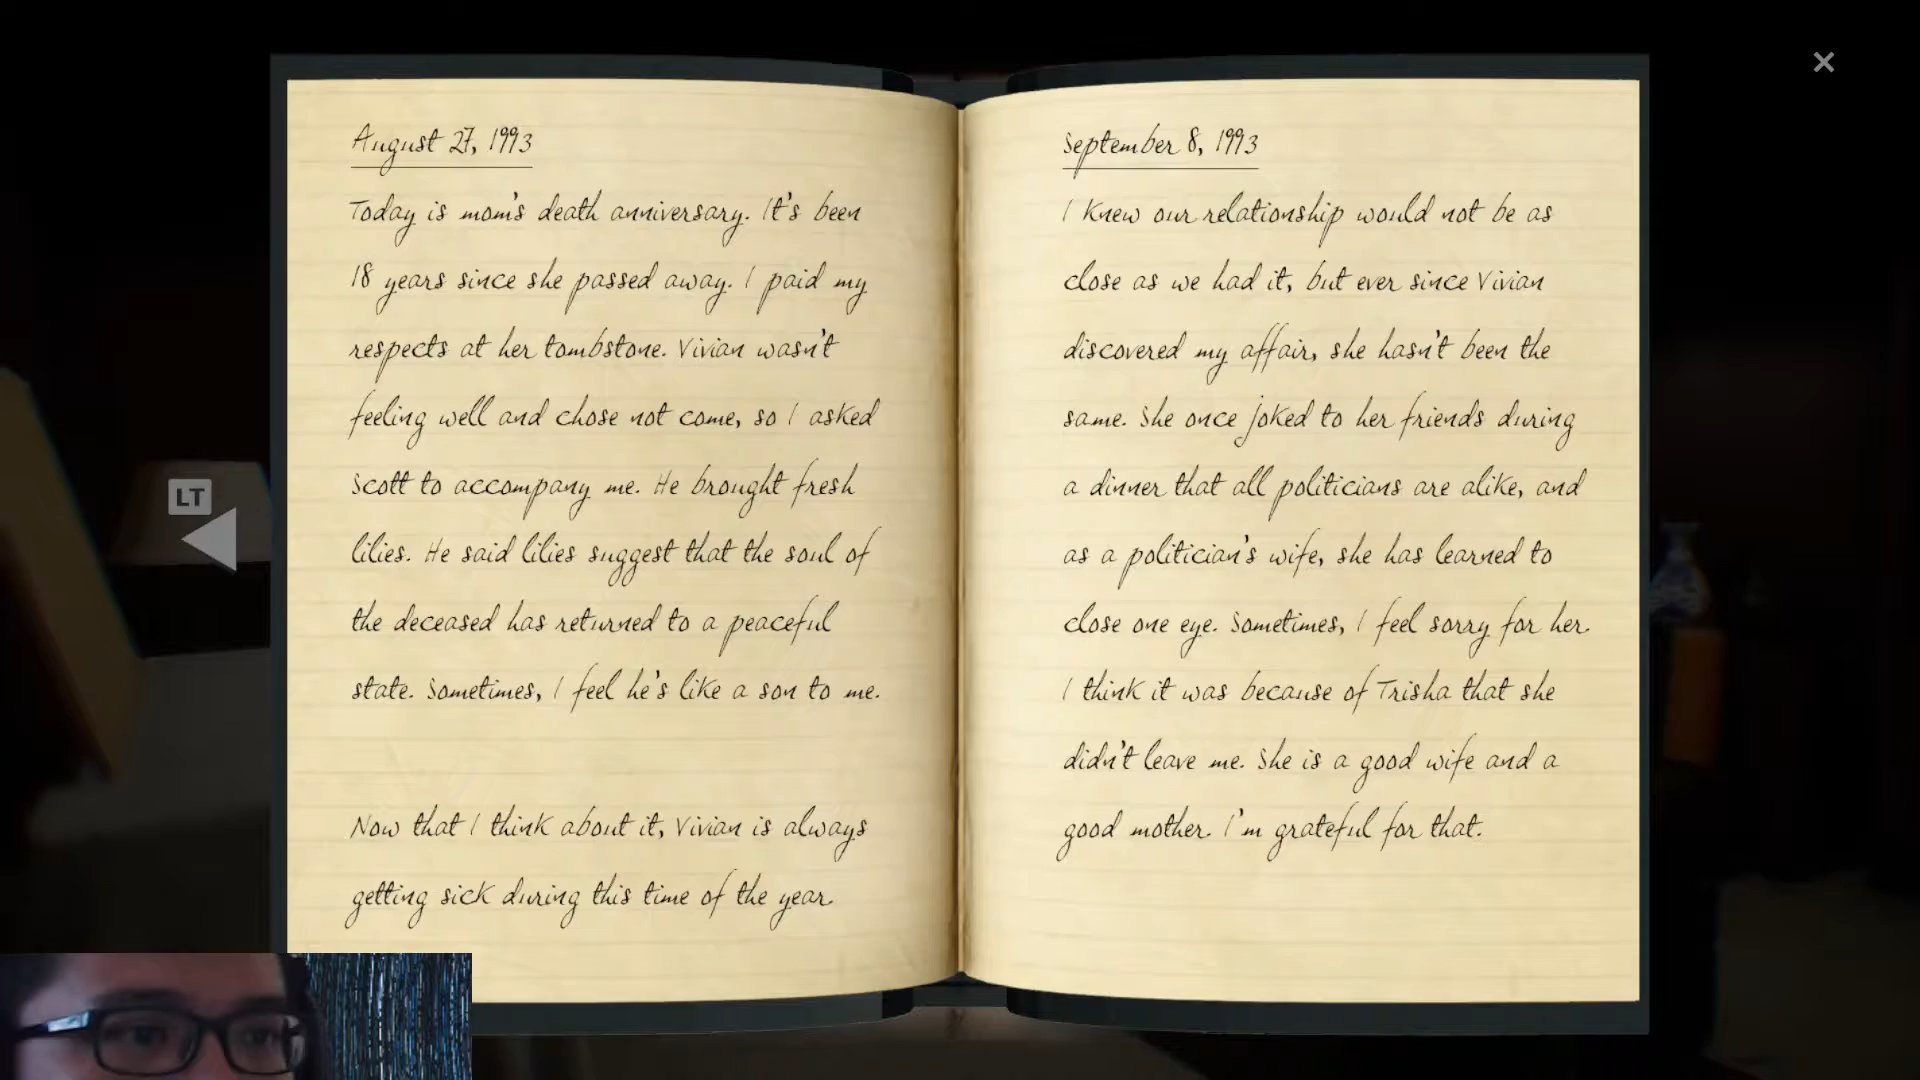 August 27, 1993
Today is mom's death anniversary. It's been
18 years since she passed away. I paid my
respects at her tombstone. Vivian wasn't
feeling well and chose not come, so I asked
Scott to accompany me. He brought fresh
lilies. He said lilies suggest that the soul of
the deceased has returned to a peaceful
state. Sometimes, I feel he's like a son to me.
Now that I think about it, Vivian is always
getting sick during this time of the year.
September 8, 1993
I knew our relationship would not be as
close as we had it, but ever since Vivian
discovered my affair, she hasn't been the
same. She once joked to her friends during
a dinner that all politicians are alike, and
as a politician's wife, she has learned to
close one eye. Sometimes, I feel sorry for her.
I think it was because of Trisha that she
didn't leave me. She is a good wife and a
good mother. I'm grateful for that.
LT